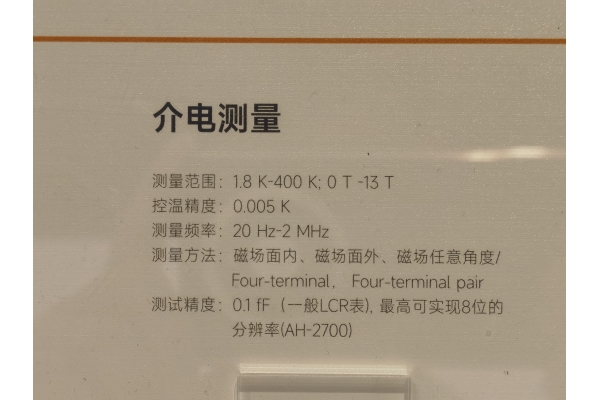 介电测量
测量范围：1.8 K-400 K; 0 T -13 T
控温精度：0.005 K
测量频率：20 Hz-2 MHz
测量方法：磁场面内、磁场面外、磁场任意角度/
Four-terminal， Four-terminal pair
测试精度：0.1 fF（一般LCR表), 最高可实现8位的
分辨率(AH-2700)